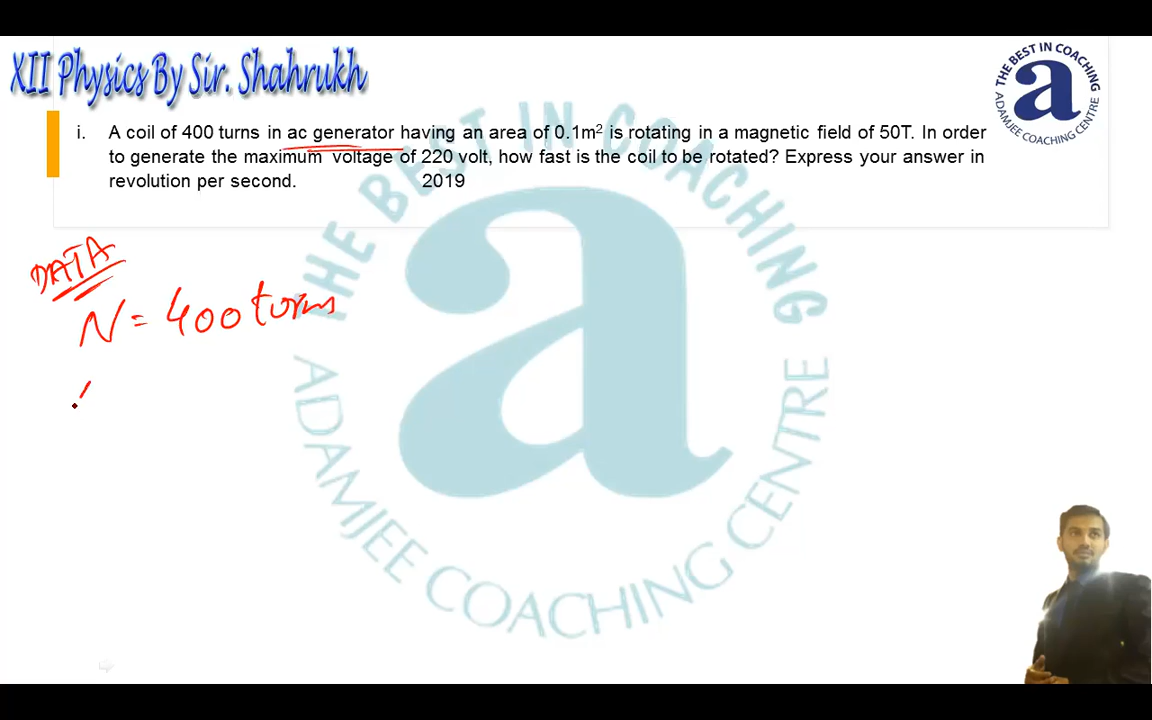 XII Physics By Sir. Shahrukh
THE BEST IN COACHING
a
ADAMJEE COACHING CENTRE
i. A coil of 400 turns in ac generator having an area of 0.1m² is rotating in a magnetic field of 50T. In order
to generate the maximum voltage of 220 volt, how fast is the coil to be rotated? Express your answer in
revolution per second. 2019
DATA
N = 400 turns
THE BEST IN COACHING
a
ADAMJEE COACHING CENTRE